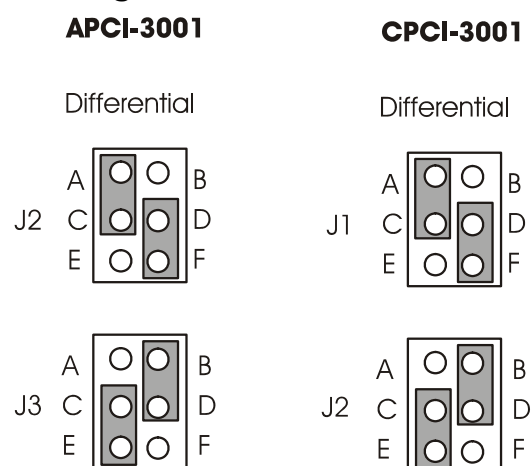 APCI-3001 CPCI-3001
Differential Differential
A B A B
J2 C D J1 C D
E F E F
A B A B
J3 C D J2 C D
E F E F